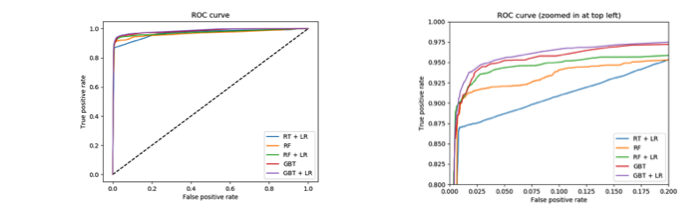 ROC curve
1.0
0.8
0.6
0.4
0.2
0.0
True positive rate
RT + LR
RF
RF + LR
GBT
GBT + LR
0.0 0.2 0.4 0.6 0.8 1.0
False positive rate
ROC curve (zoomed in at top left)
1.000
0.975
0.950
0.925
0.900
0.875
0.850
0.825
0.800
True positive rate
RT + LR
RF
RF + LR
GBT
GBT + LR
0.000 0.025 0.050 0.075 0.100 0.125 0.150 0.175 0.200
False positive rate